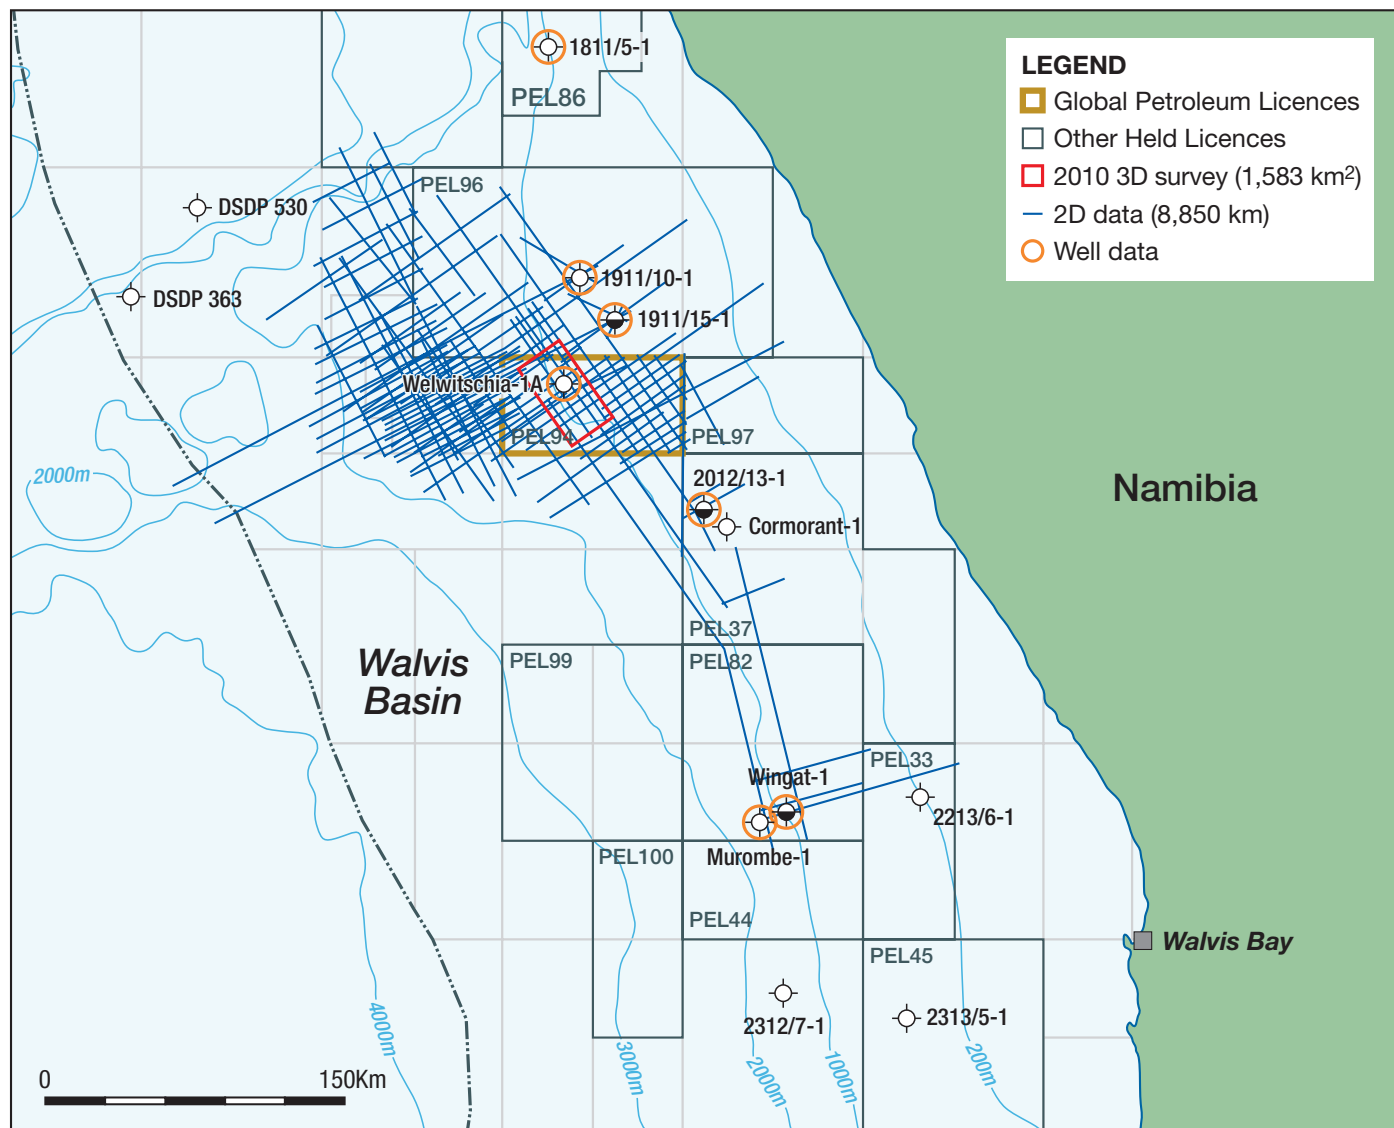 1811/5-1
LEGEND
Global Petroleum Licences
Other Held Licences
2010 3D survey (1,583 km²)
2D data (8,850 km)
Well data
PEL86
PEL96
DSDP 530
DSDP 363
1911/10-1
1911/15-1
Welwitschia-1A
PEL94
PEL97
2000m
2012/13-1
Cormorant-1
Namibia
PEL37
PEL99
PEL82
Walvis
Basin
PEL33
Wingat-1
2213/6-1
Murombe-1
PEL100
PEL44
Walvis Bay
PEL45
2312/7-1
2313/5-1
4000m
3000m
2000m
1000m
200m
0
150Km